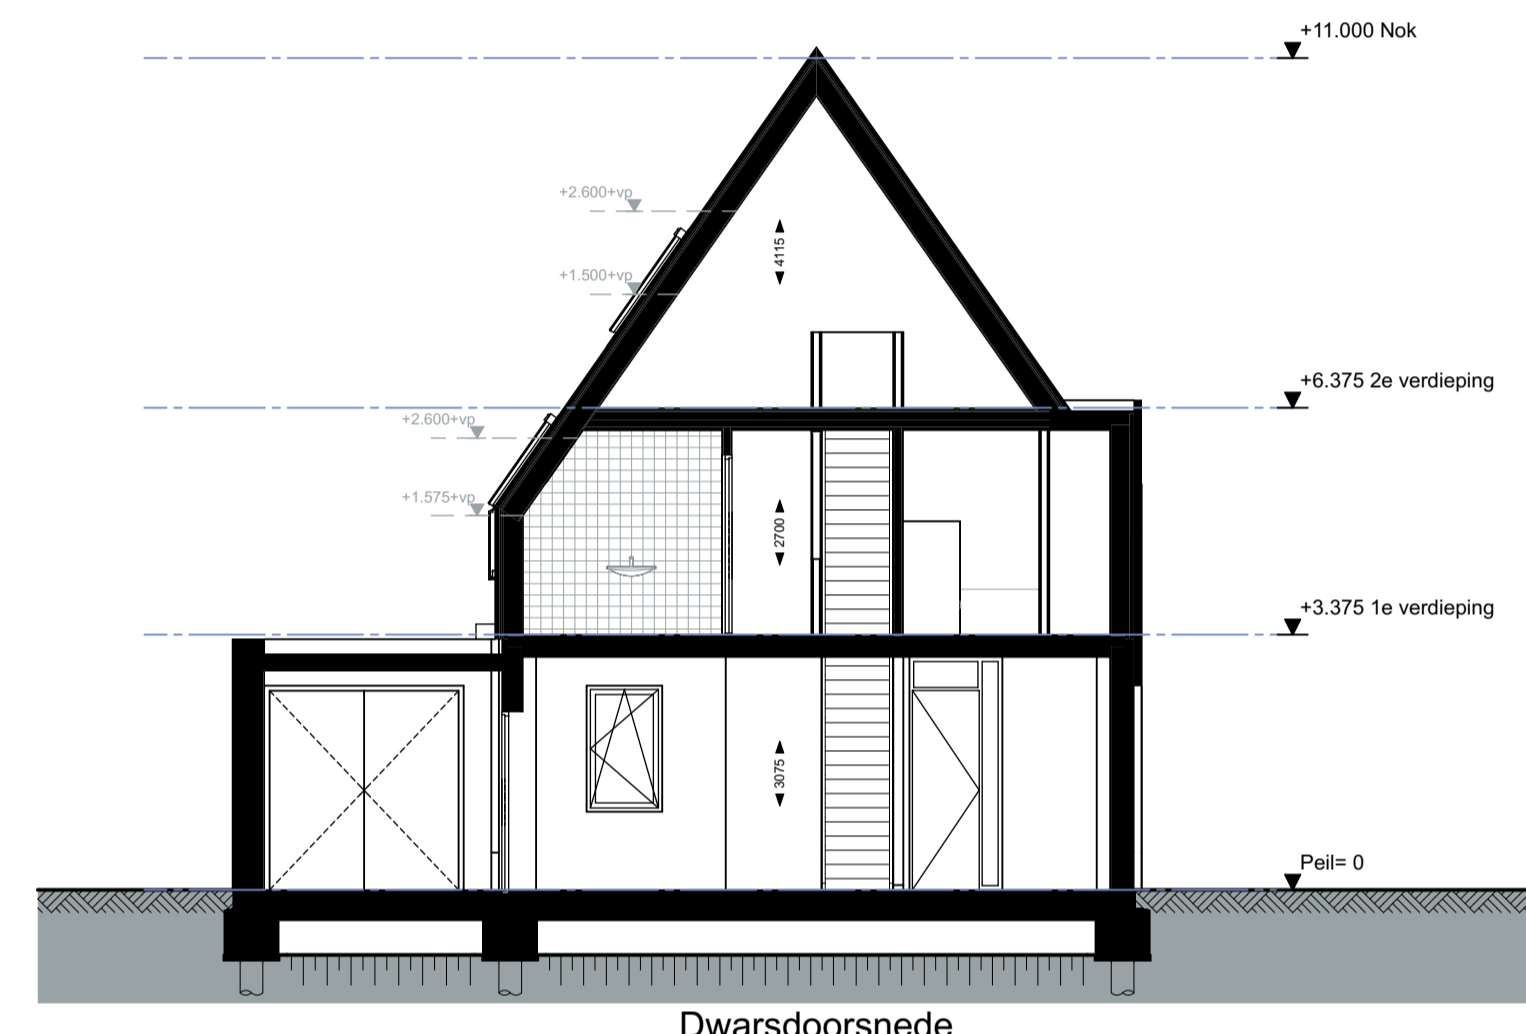 +11.000 Nok
+2.600+vp
4115
+1.500+vp
+6.375 2e verdieping
+2.600+vp
+1.575+vp
2700
+3.375 1e verdieping
3075
Peil= 0
Dwarsdoorsnede